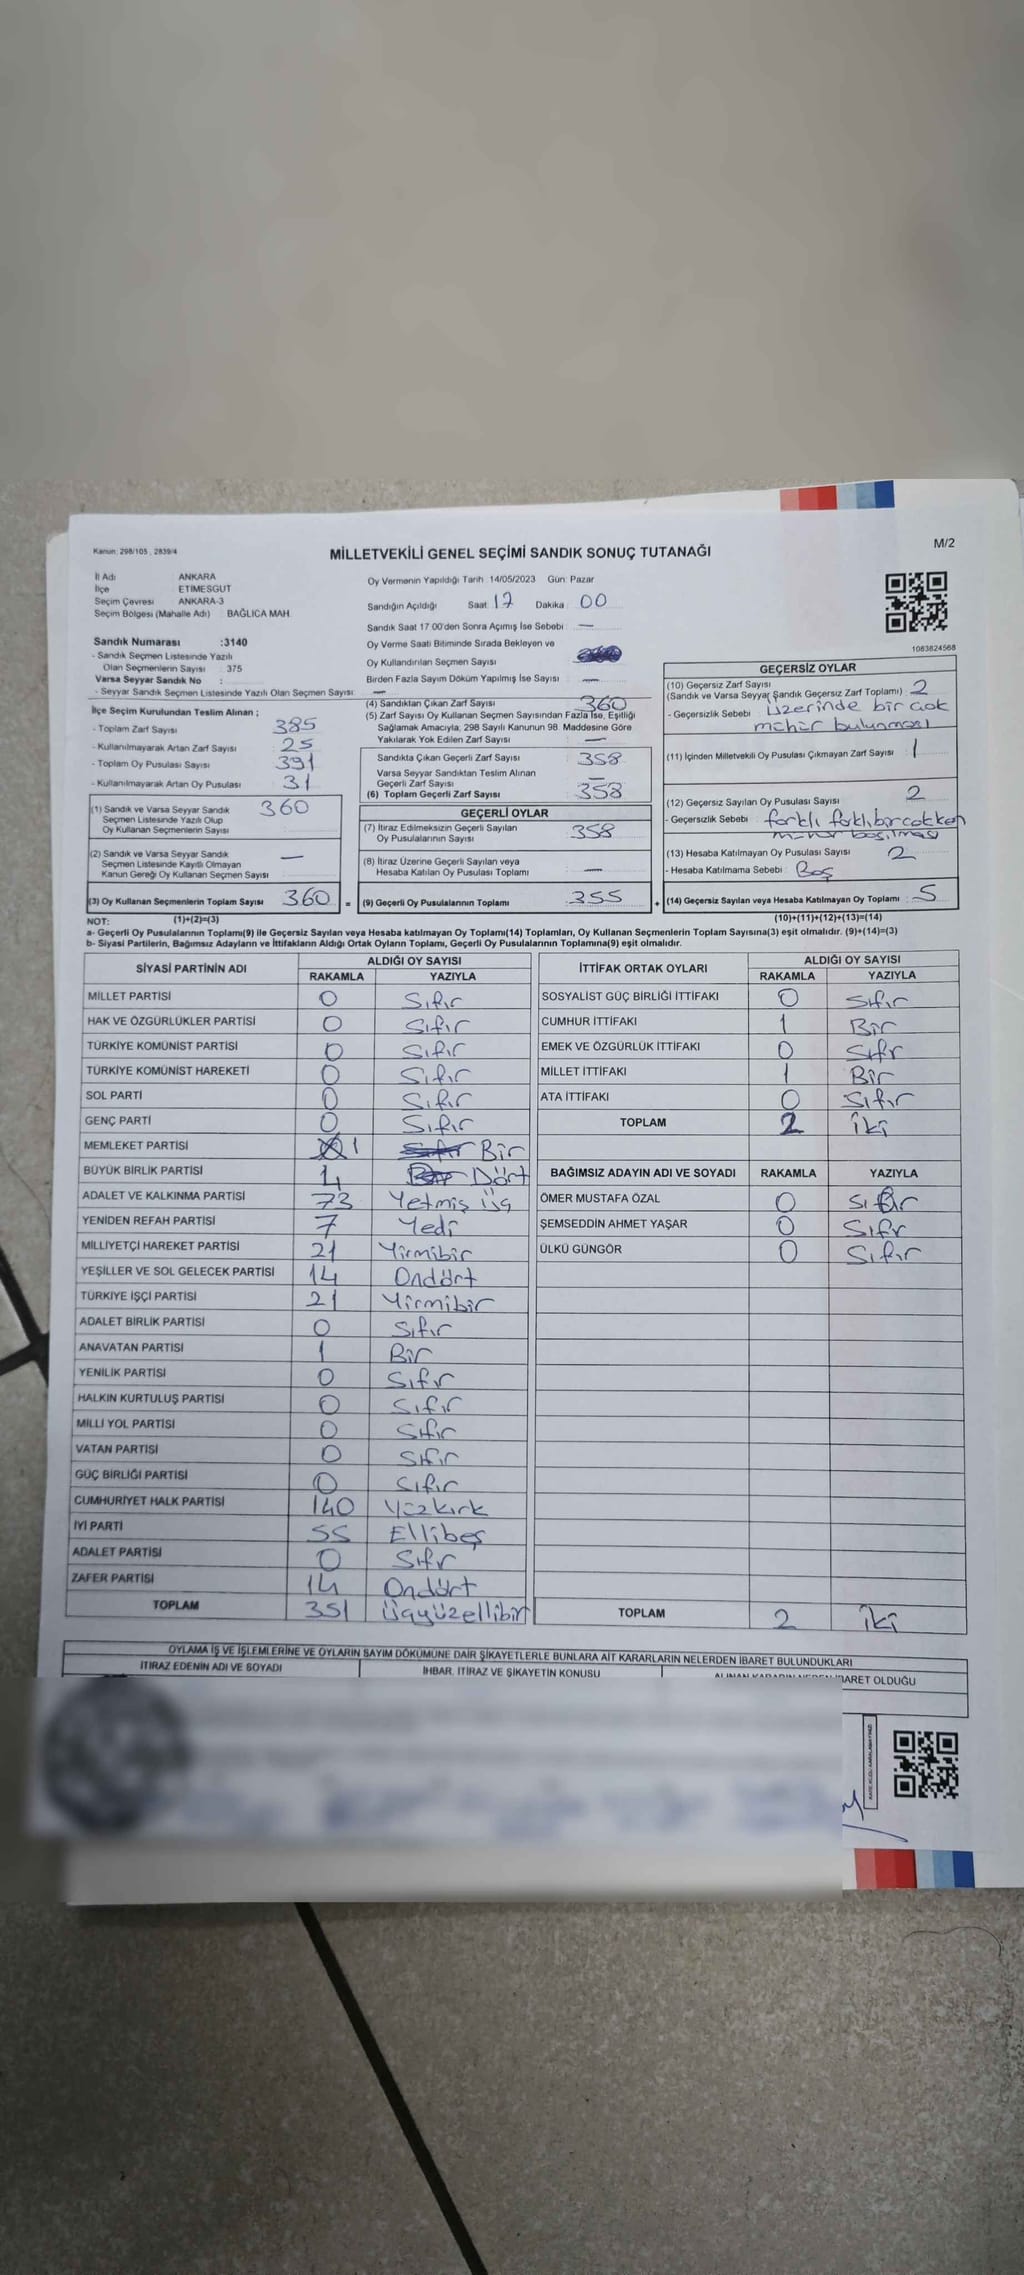 Kanun: 298/105 , 2839/4
MİLLETVEKİLİ GENEL SEÇİMİ SANDIK SONUÇ TUTANAĞI
M/2
İl Adı : ANKARA
İlçe : ETİMESGUT
Seçim Çevresi : ANKARA-3
Seçim Bölgesi (Mahalle Adı) : BAĞLICA MAH.
Oy Vermenin Yapıldığı Tarih :14/05/2023 Gün: Pazar
Sandığın Açıldığı Saat: 17 Dakika : 00
Sandık Saat 17:00'den Sonra Açımış İse Sebebi : —
Oy Verme Saati Bitiminde Sırada Bekleyen ve
Oy Kullandırılan Seçmen Sayısı
Birden Fazla Sayım Döküm Yapılmış İse Sayısı : —
1083824568
Sandık Numarası :3140
- Sandık Seçmen Listesinde Yazılı
Olan Seçmenlerin Sayısı : 375
Varsa Seyyar Sandık No :
- Seyyar Sandık Seçmen Listesinde Yazılı Olan Seçmen Sayısı: —
İlçe Seçim Kurulundan Teslim Alınan ;
- Toplam Zarf Sayısı : 385
- Kullanılmayarak Artan Zarf Sayısı : 25
- Toplam Oy Pusulası Sayısı : 391
- Kullanılmayarak Artan Oy Pusulası : 31
(1) Sandık ve Varsa Seyyar Sandık 360
Seçmen Listesinde Yazılı Olup
Oy Kullanan Seçmenlerin Sayısı
(2) Sandık ve Varsa Seyyar Sandık —
Seçmen Listesinde Kayıtlı Olmayan
Kanun Gereği Oy Kullanan Seçmen Sayısı
(3) Oy Kullanan Seçmenlerin Toplam Sayısı : 360 =
(4) Sandıktan Çıkan Zarf Sayısı : 360
(5) Zarf Sayısı Oy Kullanan Seçmen Sayısından Fazla İse, Eşitliği
Sağlamak Amacıyla, 298 Sayılı Kanunun 98. Maddesine Göre
Yakılarak Yok Edilen Zarf Sayısı : —
Sandıkta Çıkan Geçerli Zarf Sayısı : 358
Varsa Seyyar Sandıktan Teslim Alınan
Geçerli Zarf Sayısı : —
(6) Toplam Geçerli Zarf Sayısı : 358
GEÇERLİ OYLAR
(7) İtiraz Edilmeksizin Geçerli Sayılan
Oy Pusulalarının Sayısı : 358
(8) İtiraz Üzerine Geçerli Sayılan veya
Hesaba Katılan Oy Pusulası Toplamı : —
(9) Geçerli Oy Pusulalarının Toplamı : 355 +
GEÇERSİZ OYLAR
(10) Geçersiz Zarf Sayısı
(Sandık ve Varsa Seyyar Sandık Geçersiz Zarf Toplamı) : 2
- Geçersizlik Sebebi : üzerinde bir çok
mühür bulunması
(11) İçinden Milletvekili Oy Pusulası Çıkmayan Zarf Sayısı : 1
(12) Geçersiz Sayılan Oy Pusulası Sayısı : 2
- Geçersizlik Sebebi : farklı farklı bircokken
mühür basılması
(13) Hesaba Katılmayan Oy Pusulası Sayısı : 2
- Hesaba Katılmama Sebebi : Boş
(14) Geçersiz Sayılan veya Hesaba Katılmayan Oy Toplamı : 5
NOT: (1)+(2)=(3)
(10)+(11)+(12)+(13)=(14)
a- Geçerli Oy Pusulalarının Toplamı(9) ile Geçersiz Sayılan veya Hesaba katılmayan Oy Toplamı(14) Toplamları, Oy Kullanan Seçmenlerin Toplam Sayısına(3) eşit olmalıdır. (9)+(14)=(3)
b- Siyasi Partilerin, Bağımsız Adayların ve İttifakların Aldığı Ortak Oyların Toplamı, Geçerli Oy Pusulalarının Toplamına(9) eşit olmalıdır.
SİYASİ PARTİNİN ADI ALDIĞI OY SAYISI
RAKAMLA YAZIYLA
MİLLET PARTİSİ 0 Sıfır
HAK VE ÖZGÜRLÜKLER PARTİSİ 0 Sıfır
TÜRKİYE KOMÜNİST PARTİSİ 0 Sıfır
TÜRKİYE KOMÜNİST HAREKETİ 0 Sıfır
SOL PARTİ 0 Sıfır
GENÇ PARTİ 0 Sıfır
MEMLEKET PARTİSİ 1 Bir
BÜYÜK BİRLİK PARTİSİ 4 Dört
ADALET VE KALKINMA PARTİSİ 73 Yetmiş üç
YENİDEN REFAH PARTİSİ 7 Yedi
MİLLİYETÇİ HAREKET PARTİSİ 21 Yirmibir
YEŞİLLER VE SOL GELECEK PARTİSİ 14 Ondört
TÜRKİYE İŞÇİ PARTİSİ 21 Yirmibir
ADALET BİRLİK PARTİSİ 0 Sıfır
ANAVATAN PARTİSİ 1 Bir
YENİLİK PARTİSİ 0 Sıfır
HALKIN KURTULUŞ PARTİSİ 0 Sıfır
MİLLİ YOL PARTİSİ 0 Sıfır
VATAN PARTİSİ 0 Sıfır
GÜÇ BİRLİĞİ PARTİSİ 0 Sıfır
CUMHURİYET HALK PARTİSİ 140 Yüzkırk
İYİ PARTİ 55 Ellibeş
ADALET PARTİSİ 0 Sıfır
ZAFER PARTİSİ 14 Ondört
TOPLAM 351 Üçyüzellibir
İTTİFAK ORTAK OYLARI ALDIĞI OY SAYISI
RAKAMLA YAZIYLA
SOSYALİST GÜÇ BİRLİĞİ İTTİFAKI 0 Sıfır
CUMHUR İTTİFAKI 1 Bir
EMEK VE ÖZGÜRLÜK İTTİFAKI 0 Sıfr
MİLLET İTTİFAKI 1 Bir
ATA İTTİFAKI 0 Sıfır
TOPLAM 2 İki
BAĞIMSIZ ADAYIN ADI VE SOYADI RAKAMLA YAZIYLA
ÖMER MUSTAFA ÖZAL 0 Sıfır
ŞEMSEDDİN AHMET YAŞAR 0 Sıfır
ÜLKÜ GÜNGÖR 0 Sıfır
TOPLAM 2 İki
OYLAMA İŞ VE İŞLEMLERİNE VE OYLARIN SAYIM DÖKÜMÜNE DAİR ŞİKAYETLERLE BUNLARA AİT KARARLARIN NELERDEN İBARET BULUNDUKLARI
İTİRAZ EDENİN ADI VE SOYADI İHBAR, İTİRAZ VE ŞİKAYETİN KONUSU ALINAN KARARIN NEDEN İBARET OLDUĞU